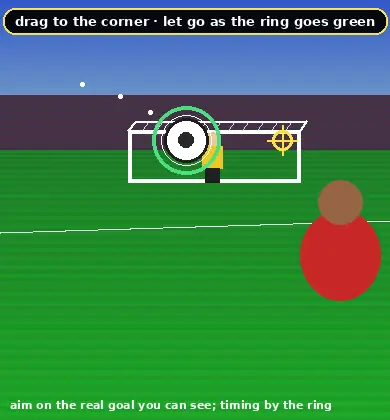 drag to the corner · let go as the ring goes green
aim on the real goal you can see; timing by the ring